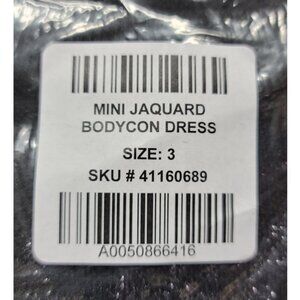 MINI JAQUARD
BODYCON DRESS
SIZE: 3
SKU # 41160689
A0050866416